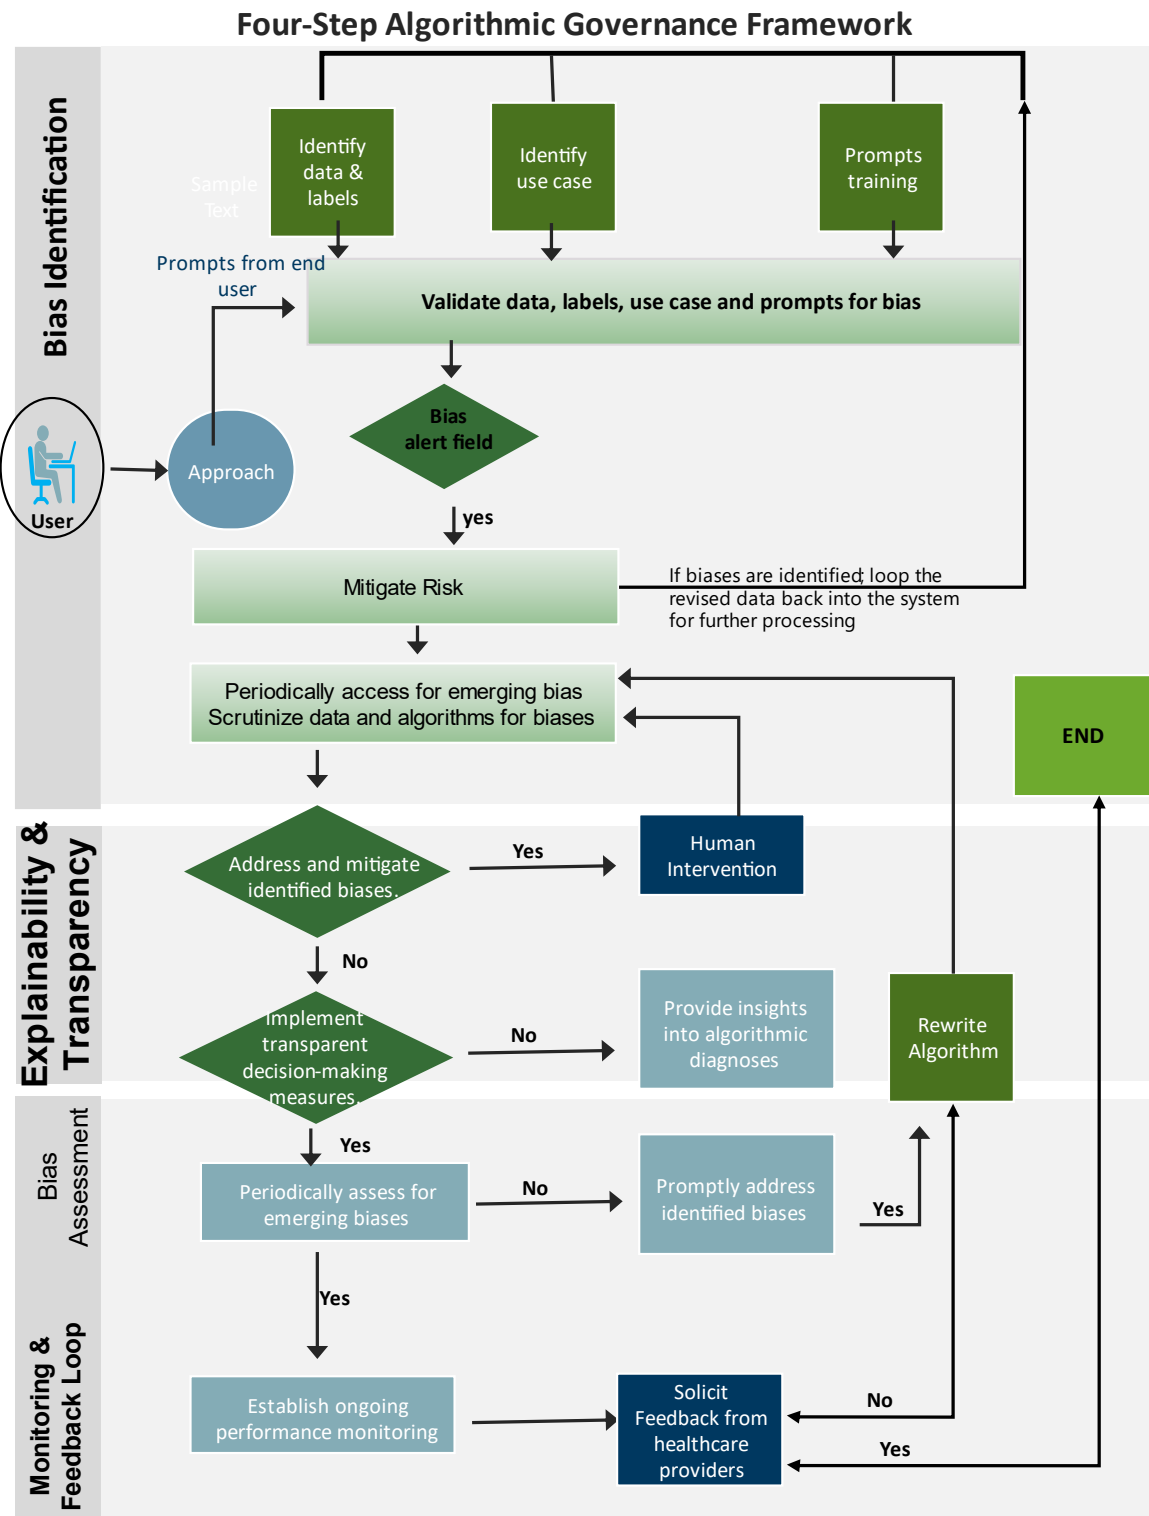 Four-Step Algorithmic Governance Framework
Bias Identification
Identify
data &
labels
Identify
use case
Prompts
training
Sample
Text
Prompts from end
user
Validate data, labels, use case and prompts for bias
Bias
alert field
Approach
User
yes
Mitigate Risk
If biases are identified; loop the
revised data back into the system
for further processing
Periodically access for emerging bias
Scrutinize data and algorithms for biases
END
Explainability &
Transparency
Address and mitigate
identified biases.
Yes
Human
Intervention
No
Implement
transparent
decision-making
measures.
No
Provide insights
into algorithmic
diagnoses
Rewrite
Algorithm
Bias
Assessment
Yes
Periodically assess for
emerging biases
No
Promptly address
identified biases
Yes
Yes
Monitoring &
Feedback Loop
Establish ongoing
performance monitoring
Solicit
Feedback from
healthcare
providers
No
Yes